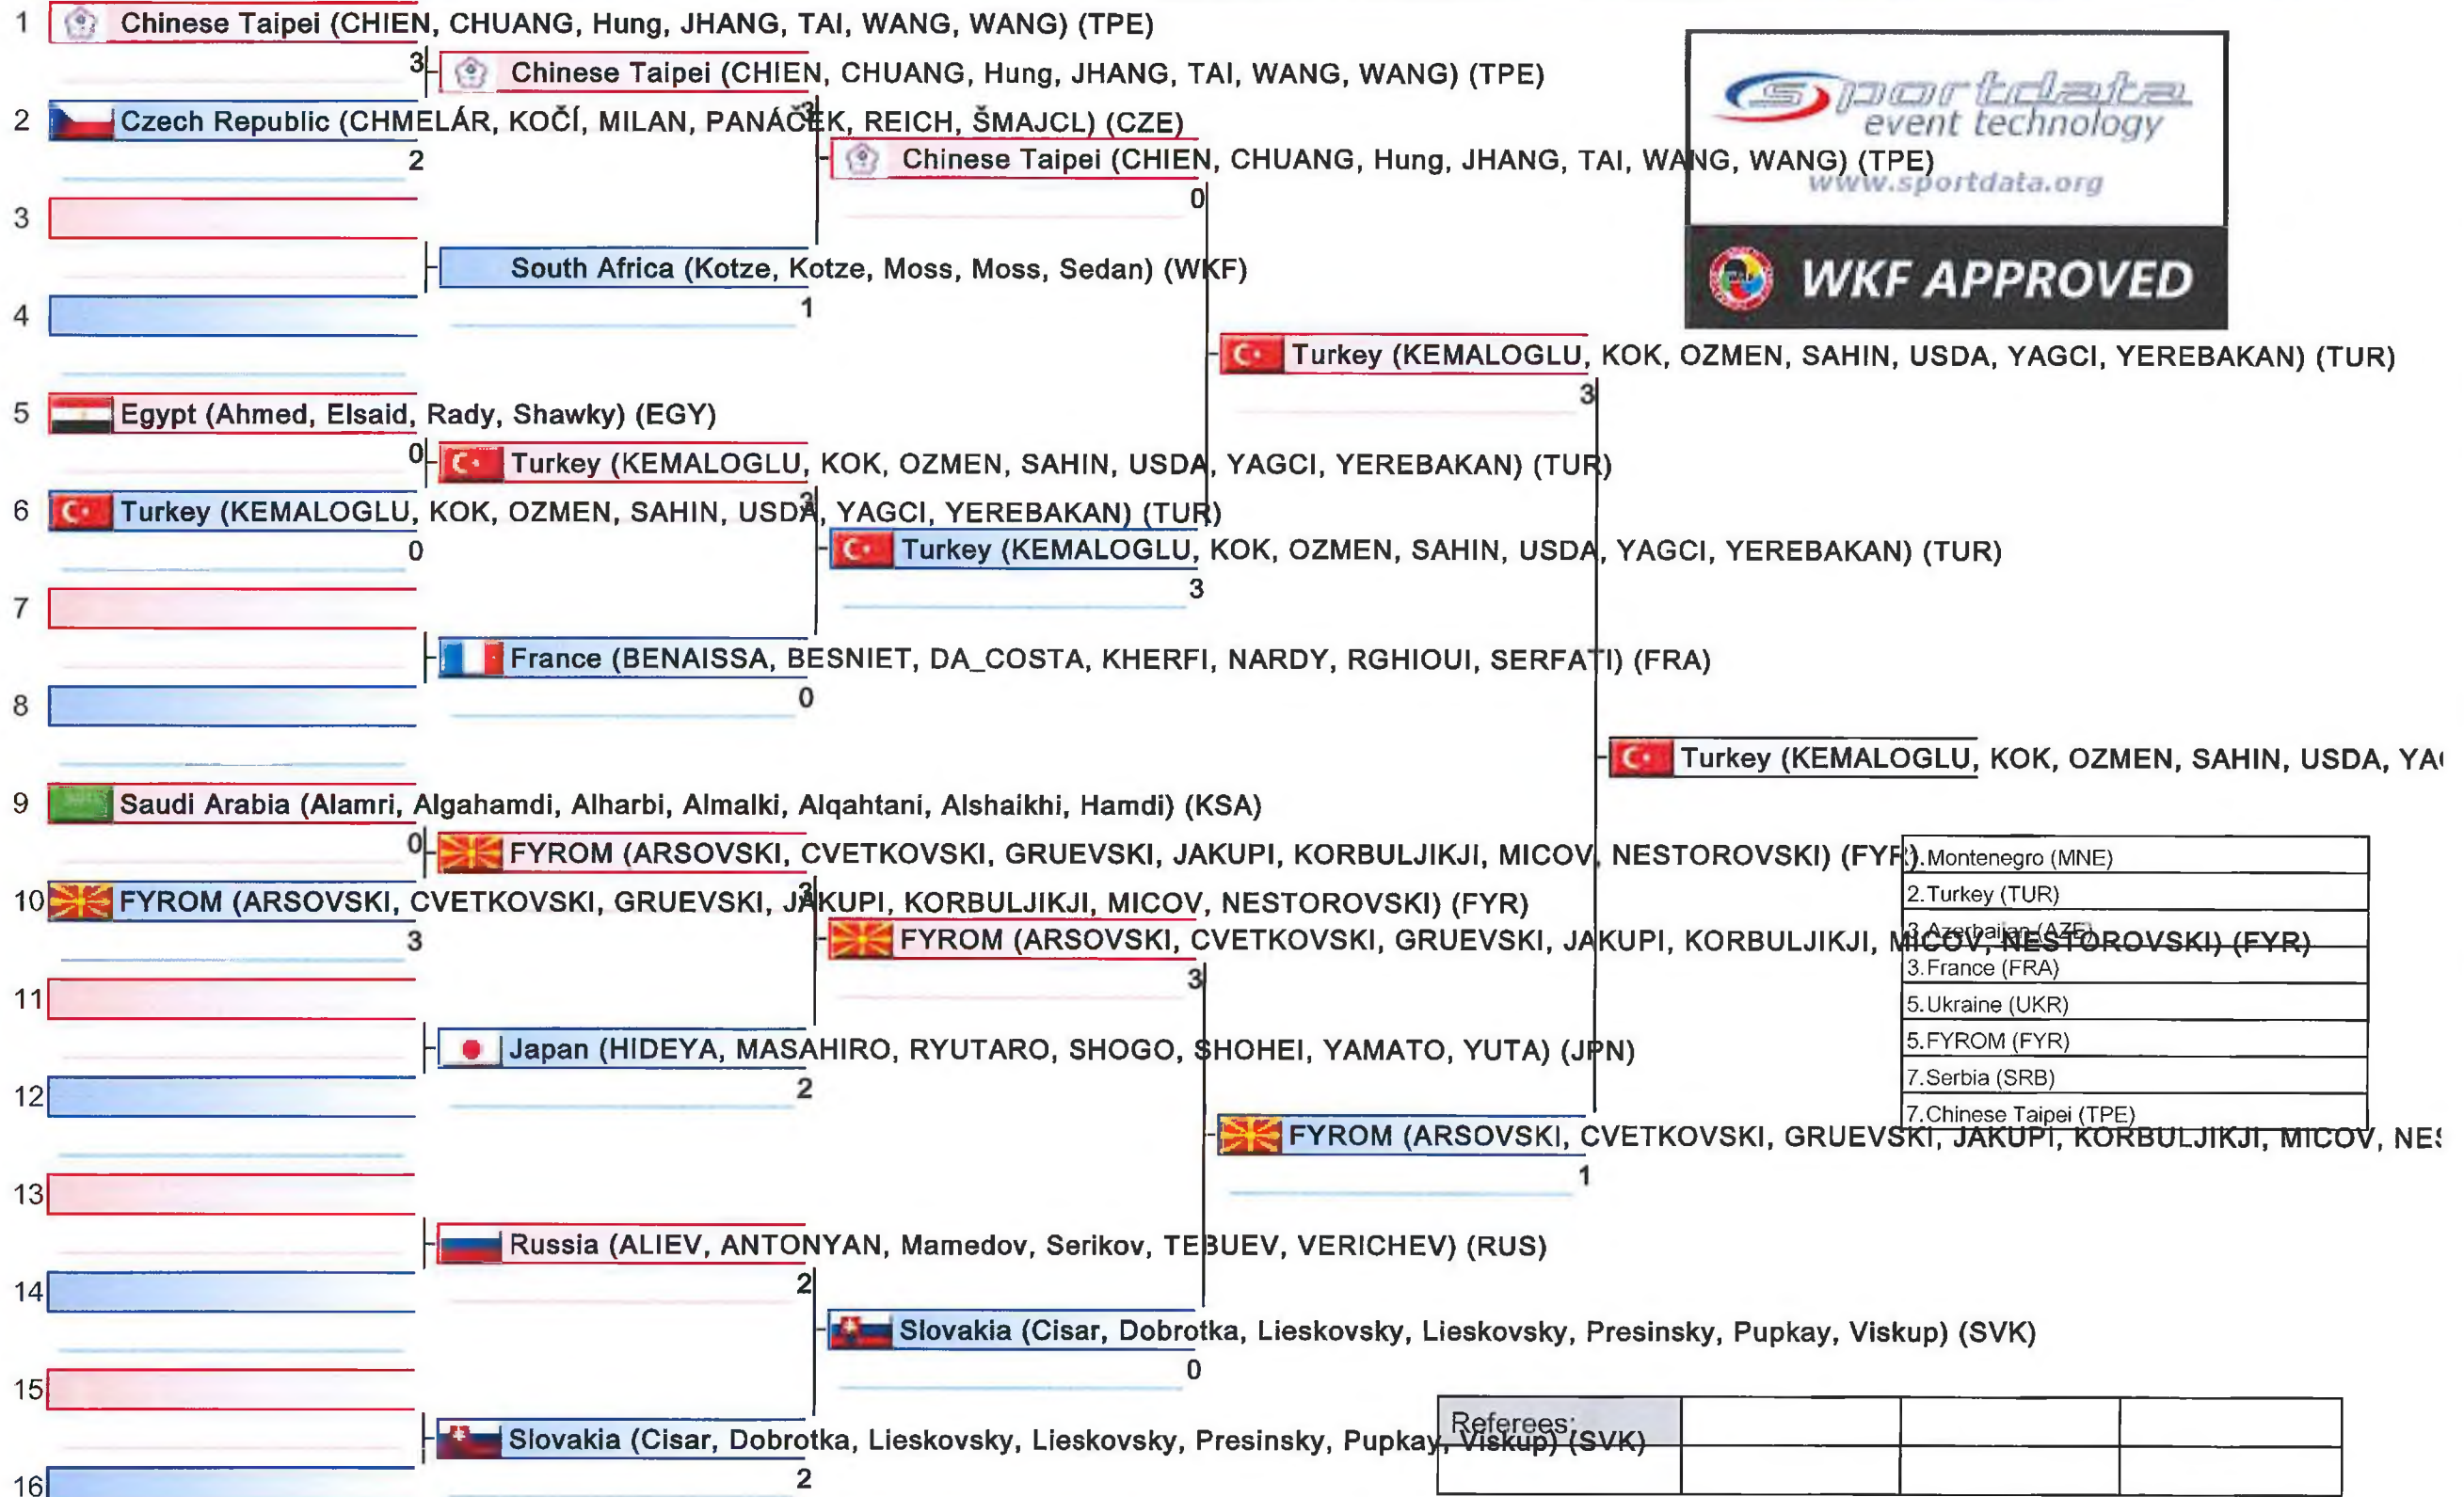 1 Chinese Taipei (CHIEN, CHUANG, Hung, JHANG, TAI, WANG, WANG) (TPE)
3 Chinese Taipei (CHIEN, CHUANG, Hung, JHANG, TAI, WANG, WANG) (TPE)
2 Czech Republic (CHMELÁR, KOČÍ, MILAN, PANÁČEK, REICH, ŠMAJCL) (CZE)
3
2
Chinese Taipei (CHIEN, CHUANG, Hung, JHANG, TAI, WANG, WANG) (TPE)
0
sportdata
event technology
www.sportdata.org
WKF APPROVED
3
South Africa (Kotze, Kotze, Moss, Moss, Sedan) (WKF)
1
4
Turkey (KEMALOGLU, KOK, OZMEN, SAHIN, USDA, YAGCI, YEREBAKAN) (TUR)
3
5 Egypt (Ahmed, Elsaid, Rady, Shawky) (EGY)
0 Turkey (KEMALOGLU, KOK, OZMEN, SAHIN, USDA, YAGCI, YEREBAKAN) (TUR)
6 Turkey (KEMALOGLU, KOK, OZMEN, SAHIN, USDA, YAGCI, YEREBAKAN) (TUR)
0
Turkey (KEMALOGLU, KOK, OZMEN, SAHIN, USDA, YAGCI, YEREBAKAN) (TUR)
3
7
France (BENAISSA, BESNIET, DA_COSTA, KHERFI, NARDY, RGHIOUI, SERFATI) (FRA)
0
8
Turkey (KEMALOGLU, KOK, OZMEN, SAHIN, USDA, YA
9 Saudi Arabia (Alamri, Algahamdi, Alharbi, Almalki, Alqahtani, Alshaikhi, Hamdi) (KSA)
0 FYROM (ARSOVSKI, CVETKOVSKI, GRUEVSKI, JAKUPI, KORBULJIKJI, MICOV, NESTOROVSKI) (FYR)
10 FYROM (ARSOVSKI, CVETKOVSKI, GRUEVSKI, JAKUPI, KORBULJIKJI, MICOV, NESTOROVSKI) (FYR)
3
3
FYROM (ARSOVSKI, CVETKOVSKI, GRUEVSKI, JAKUPI, KORBULJIKJI, MICOV, NESTOROVSKI) (FYR)
3
11
Japan (HIDEYA, MASAHIRO, RYUTARO, SHOGO, SHOHEI, YAMATO, YUTA) (JPN)
2
12
.Montenegro (MNE)
2.Turkey (TUR)
3.Azerbaijan (AZE)
3.France (FRA)
5.Ukraine (UKR)
5.FYROM (FYR)
7.Serbia (SRB)
7.Chinese Taipei (TPE)
FYROM (ARSOVSKI, CVETKOVSKI, GRUEVSKI, JAKUPI, KORBULJIKJI, MICOV, NES
1
13
Russia (ALIEV, ANTONYAN, Mamedov, Serikov, TEBUEV, VERICHEV) (RUS)
2
14
Slovakia (Cisar, Dobrotka, Lieskovsky, Lieskovsky, Presinsky, Pupkay, Viskup) (SVK)
0
15
Slovakia (Cisar, Dobrotka, Lieskovsky, Lieskovsky, Presinsky, Pupkay, Viskup) (SVK)
2
16
Referees: